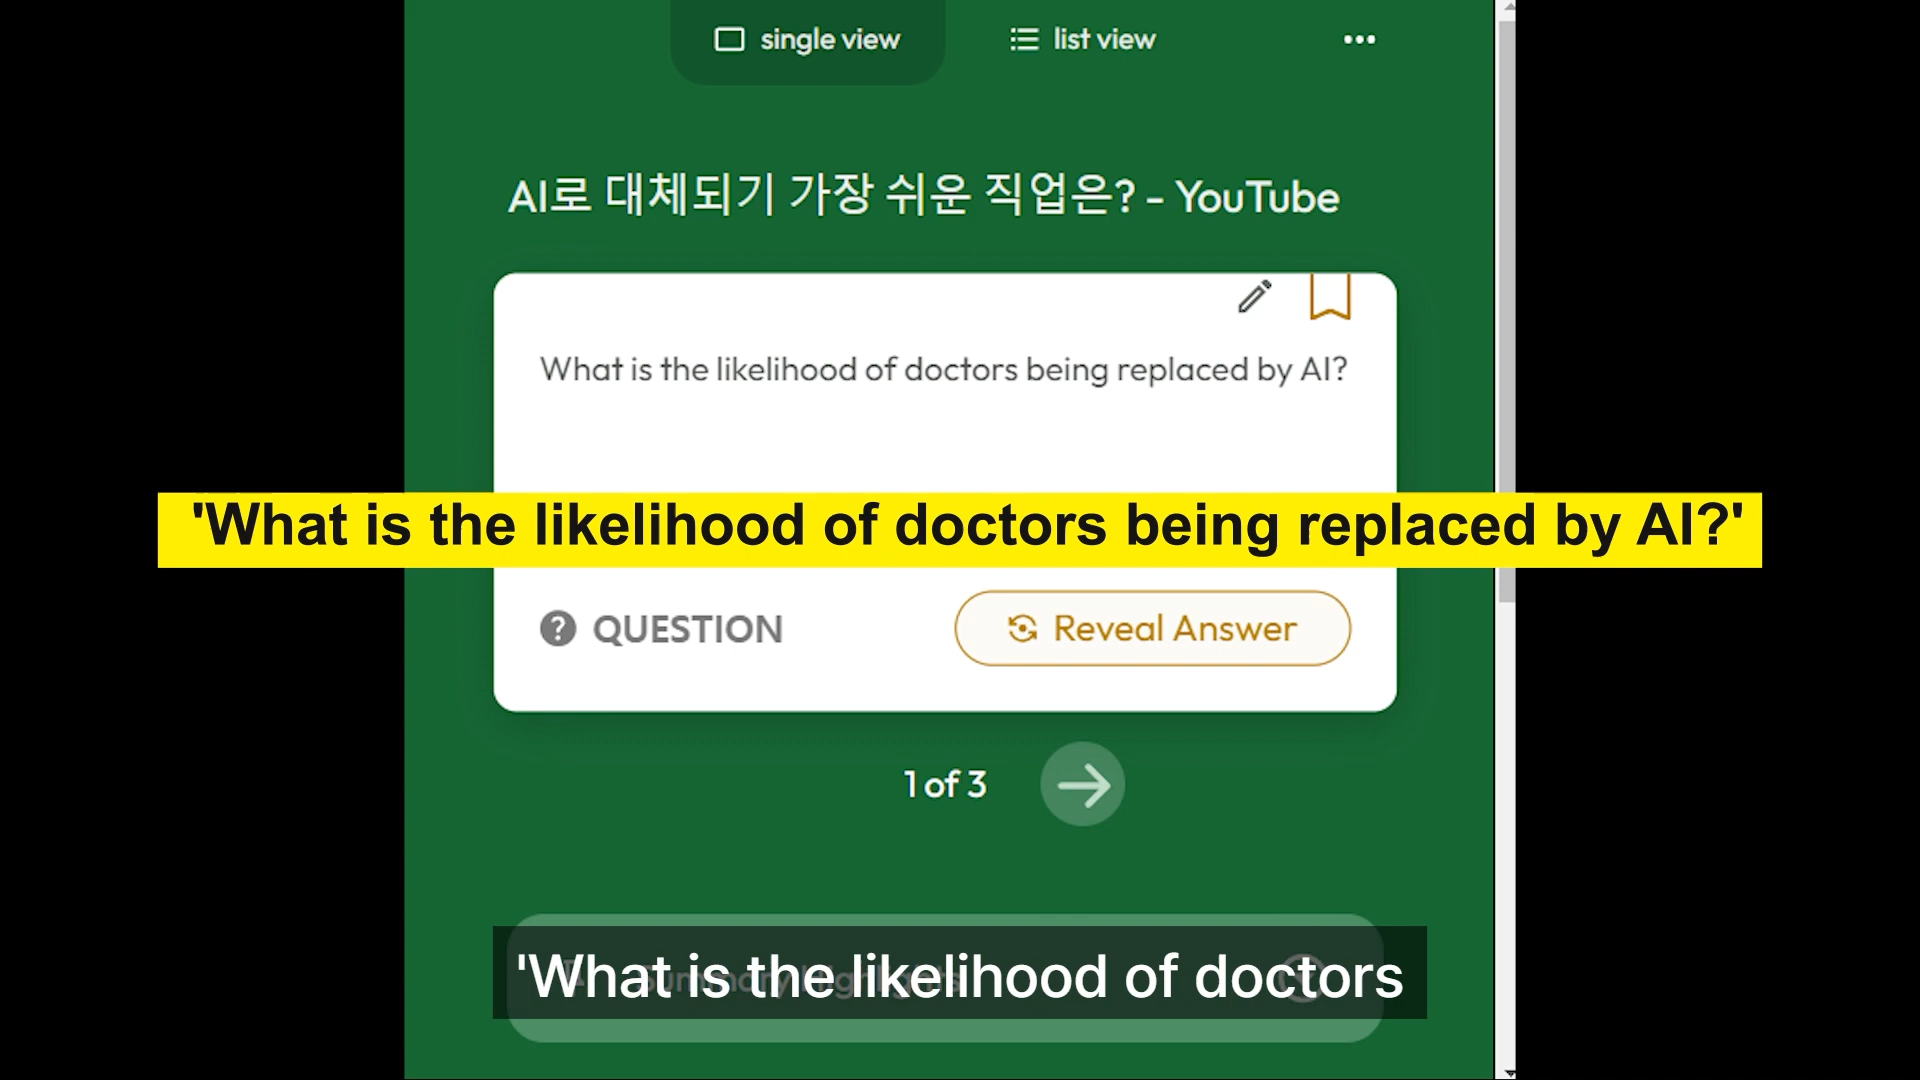 single view
list view
AI로 대체되기 가장 쉬운 직업은? - YouTube
What is the likelihood of doctors being replaced by AI?
'What is the likelihood of doctors being replaced by AI?'
QUESTION
Reveal Answer
1 of 3
'What is the likelihood of doctors